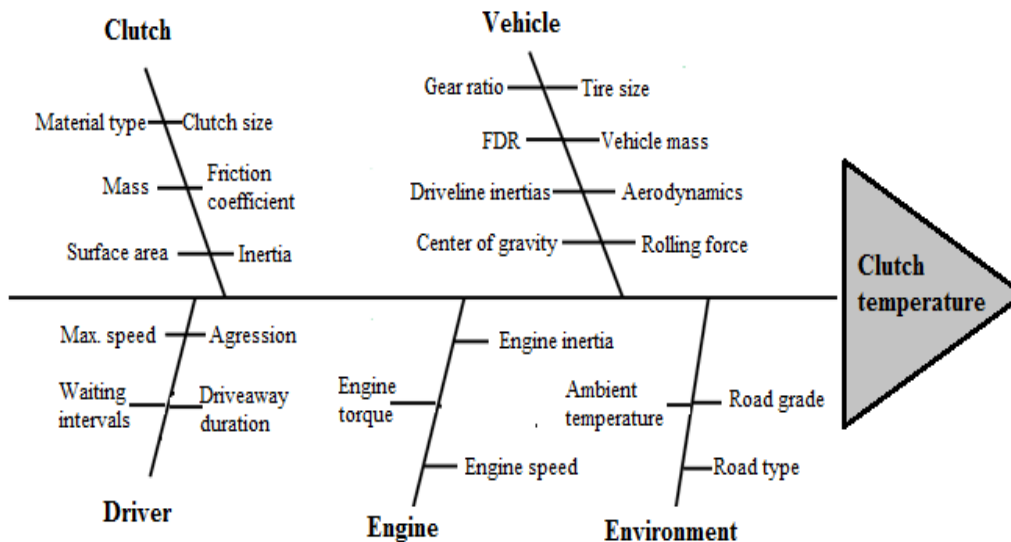 Clutch
Vehicle
Gear ratio
Tire size
Material type
Clutch size
FDR
Vehicle mass
Mass
Friction
coefficient
Driveline inertias
Aerodynamics
Surface area
Inertia
Center of gravity
Rolling force
Clutch
temperature
Max. speed
Agression
Engine inertia
Waiting
intervals
Driveaway
duration
Engine
torque
Ambient
temperature
Road grade
Engine speed
Road type
Driver
Engine
Environment